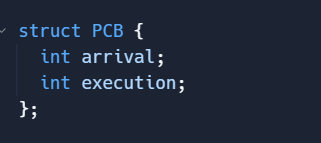 struct PCB {
  int arrival;
  int execution;
};